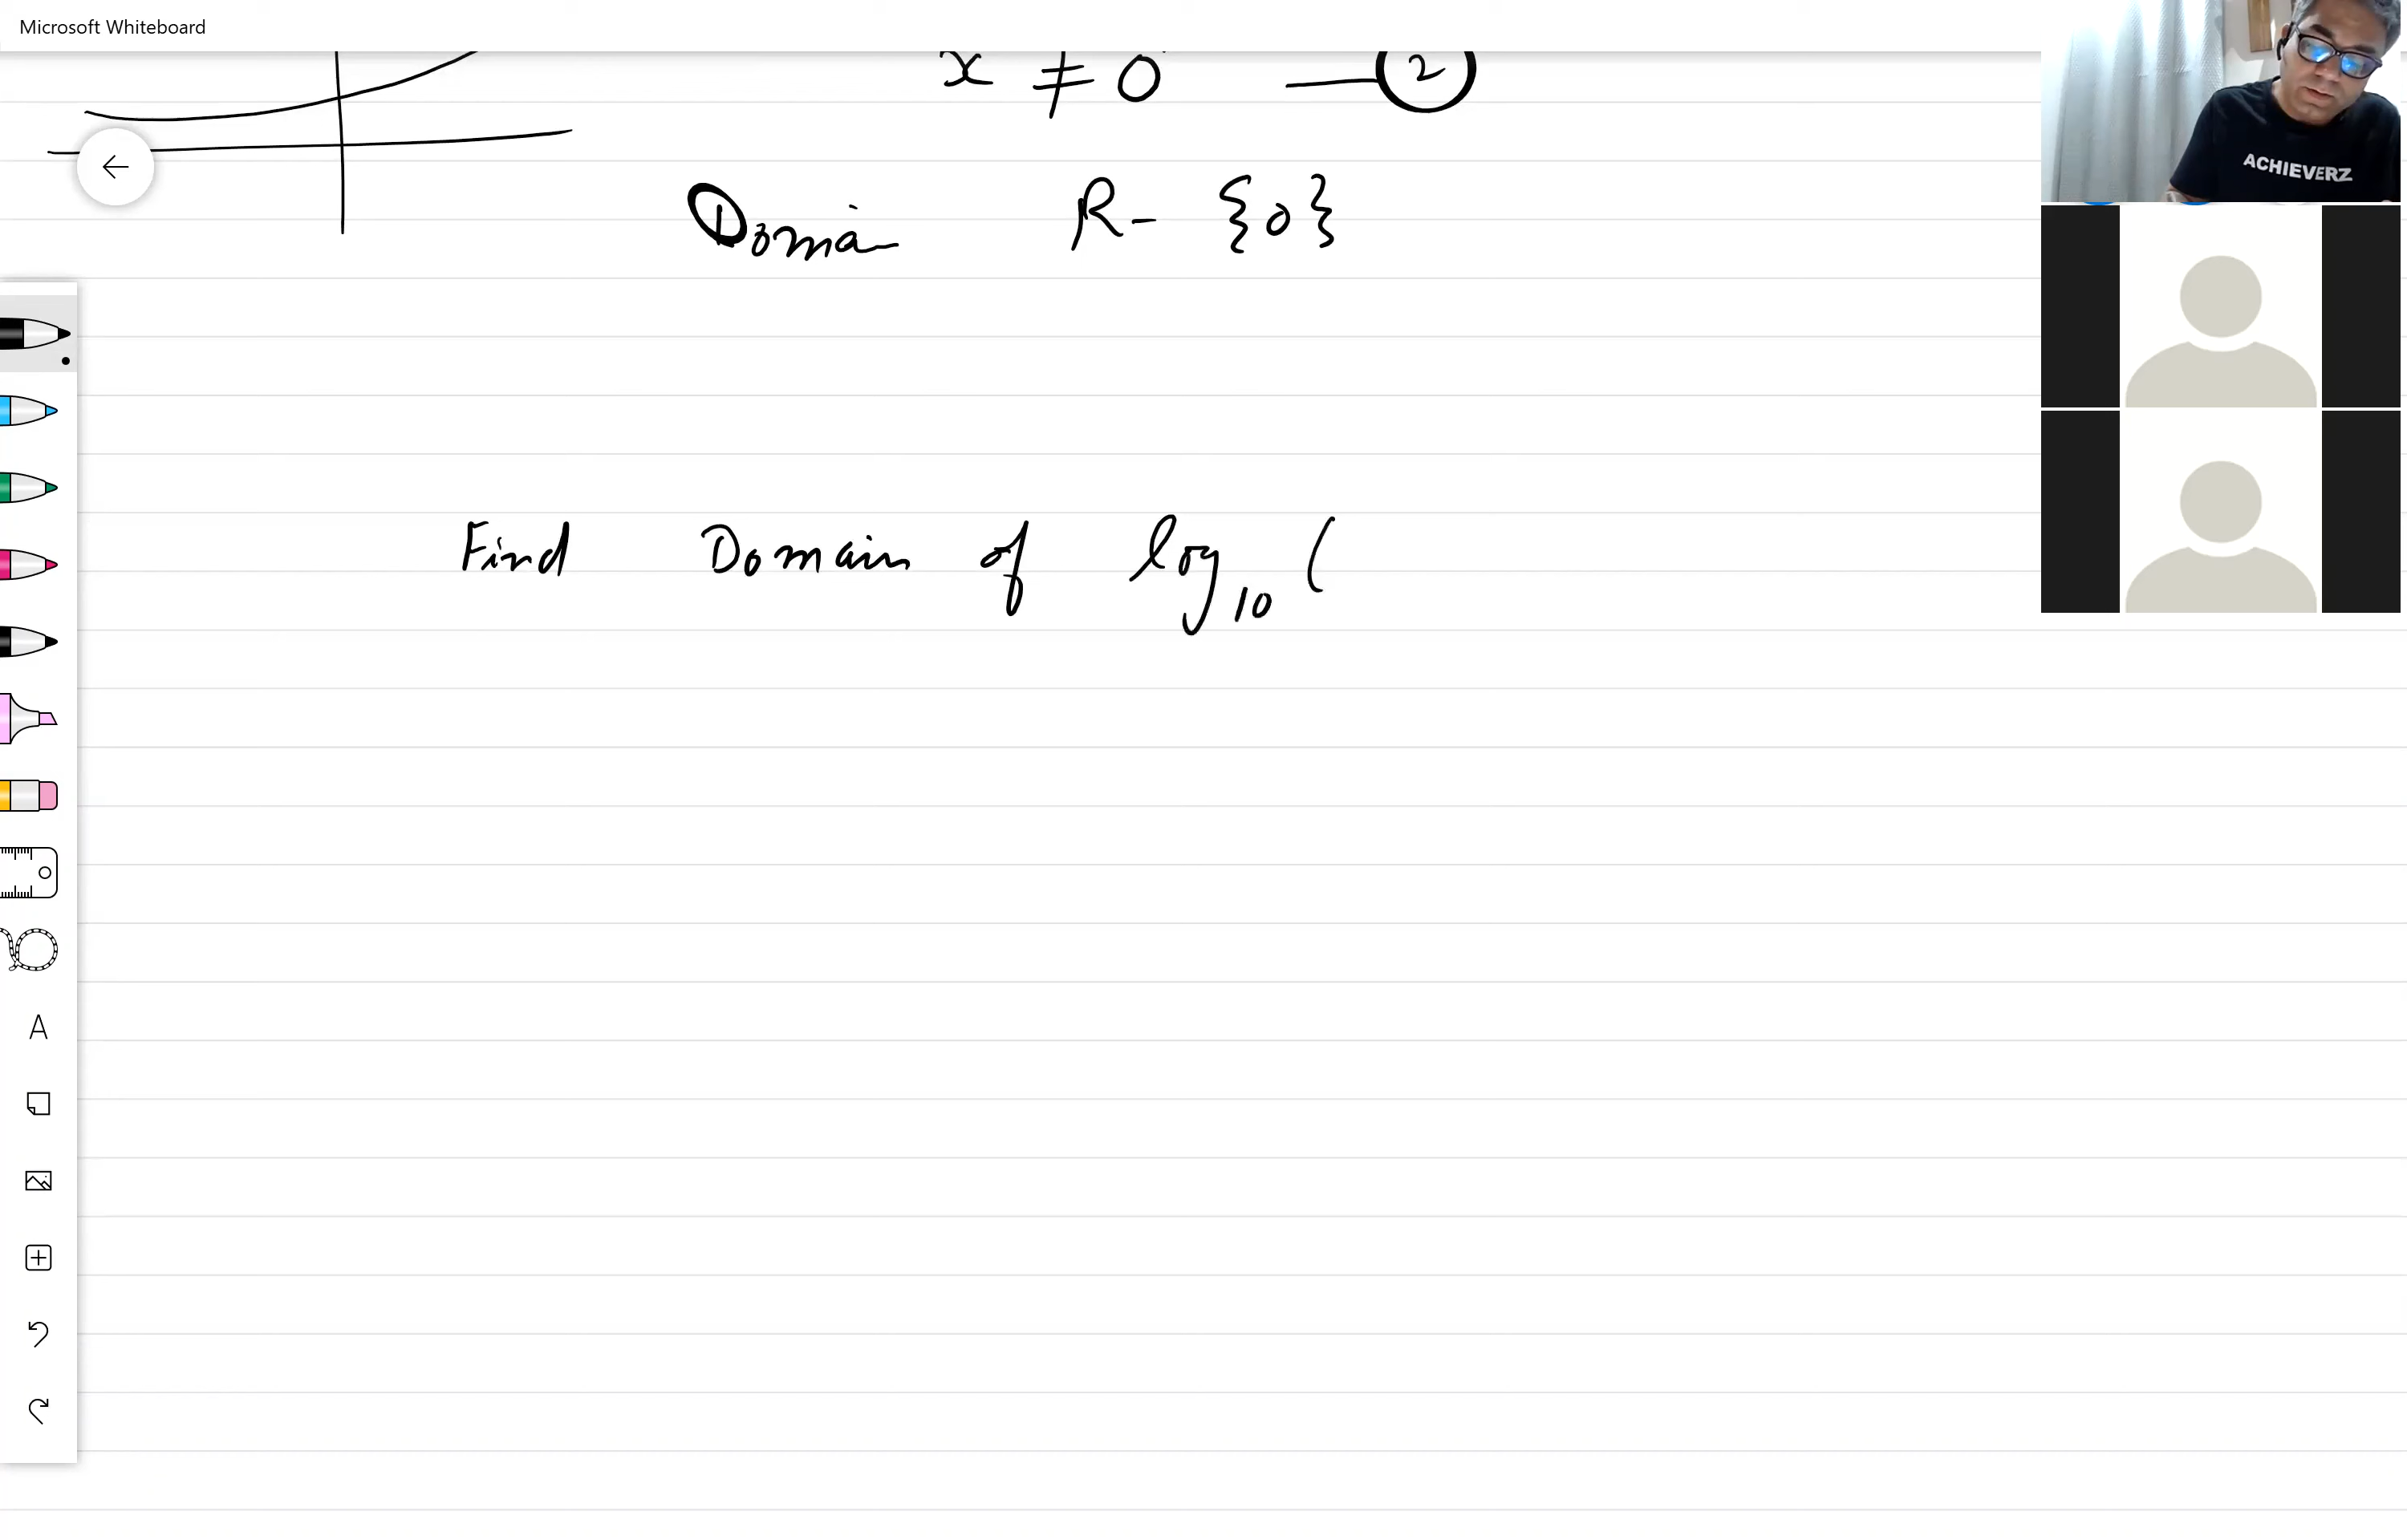 Microsoft Whiteboard
x ≠ 0 — 2
ACHIEVERZ
Domain R - {0}
Find Domain of log₁₀ (
A